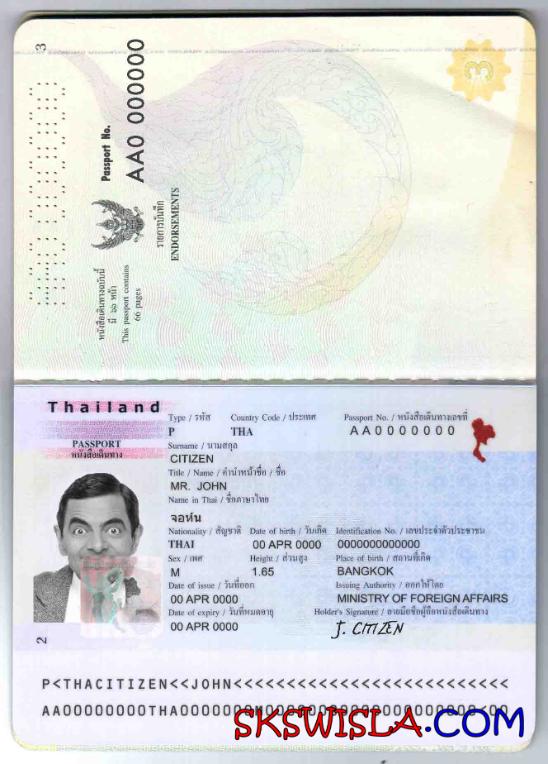 3
Passport No.
AA0 000000
รายการบันทึก
ENDORSEMENTS
หนังสือเดินทางฉบับนี้
มี ๖๖ หน้า
This passport contains
66 pages
3
Thailand
PASSPORT
หนังสือเดินทาง
Type / รหัส Country Code / ประเทศ Passport No. / หนังสือเดินทางเลขที่
P THA AA0000000
Surname / นามสกุล
CITIZEN
Title / Name / คำนำหน้าชื่อ / ชื่อ
MR. JOHN
Name in Thai / ชื่อภาษาไทย
จอห์น
Nationality / สัญชาติ Date of birth / วันเกิด Identification No. / เลขประจำตัวประชาชน
THAI 00 APR 0000 0000000000000
Sex / เพศ Height / ส่วนสูง Place of birth / สถานที่เกิด
M 1.65 BANGKOK
Date of issue / วันที่ออก Issuing Authority / ออกให้โดย
00 APR 0000 MINISTRY OF FOREIGN AFFAIRS
Date of expiry / วันที่หมดอายุ Holder's Signature / ลายมือชื่อผู้ถือหนังสือเดินทาง
00 APR 0000 J. CITIZEN
2
P<THACITIZEN<<JOHN<<<<<<<<<<<<<<<<<<<<<<<<<<
SKSWISLA.COM